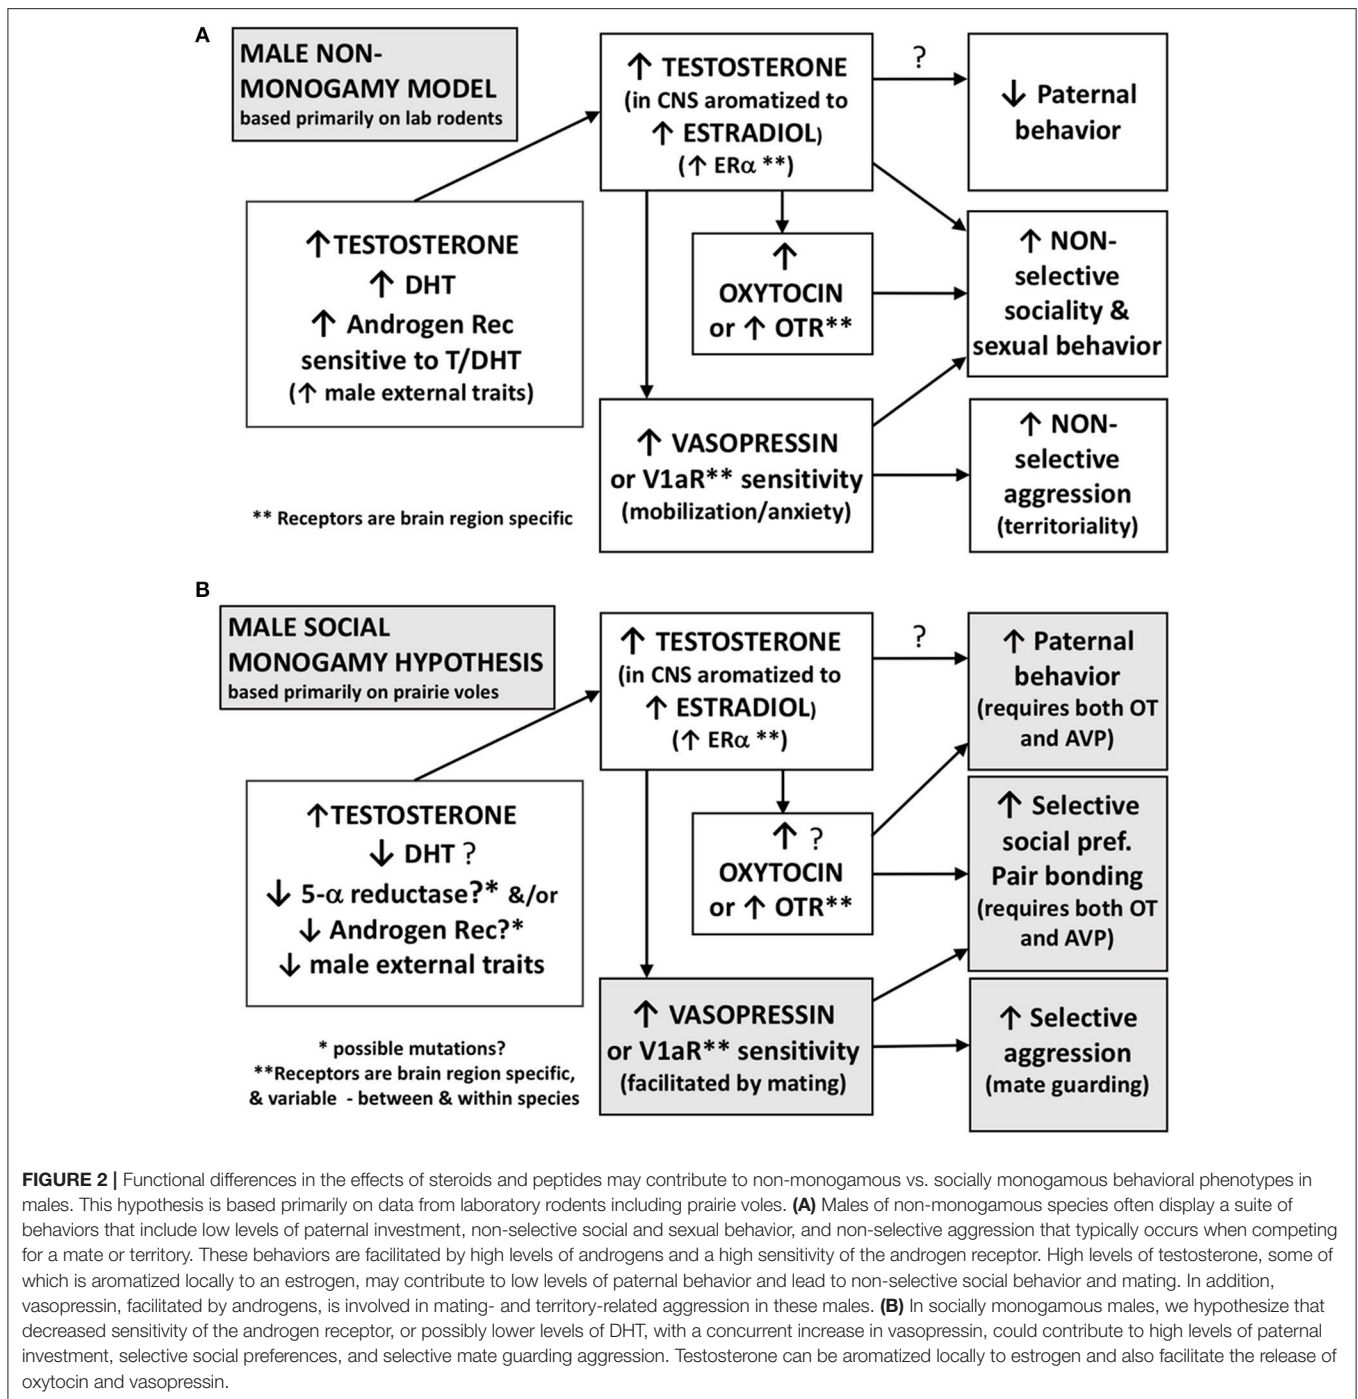 A
MALE NON-
MONOGAMY MODEL
based primarily on lab rodents
↑ TESTOSTERONE
(in CNS aromatized to
↑ ESTRADIOL)
(↑ ERα **)
?
↓ Paternal
behavior
↑TESTOSTERONE
↑ DHT
↑ Androgen Rec
sensitive to T/DHT
(↑ male external traits)
↑
OXYTOCIN
or ↑ OTR**
↑ NON-
selective
sociality &
sexual behavior
↑ VASOPRESSIN
or V1aR** sensitivity
(mobilization/anxiety)
↑ NON-
selective
aggression
(territoriality)
** Receptors are brain region specific
B
MALE SOCIAL
MONOGAMY HYPOTHESIS
based primarily on prairie voles
↑ TESTOSTERONE
(in CNS aromatized to
↑ ESTRADIOL)
(↑ ERα **)
?
↑ Paternal
behavior
(requires both OT
and AVP)
↑TESTOSTERONE
↓ DHT ?
↓ 5-α reductase?* &/or
↓ Androgen Rec?*
↓ male external traits
↑ ?
OXYTOCIN
or ↑ OTR**
↑ Selective
social pref.
Pair bonding
(requires both OT
and AVP)
↑ VASOPRESSIN
or V1aR** sensitivity
(facilitated by mating)
↑ Selective
aggression
(mate guarding)
* possible mutations?
**Receptors are brain region specific,
& variable - between & within species
FIGURE 2 | Functional differences in the effects of steroids and peptides may contribute to non-monogamous vs. socially monogamous behavioral phenotypes in
males. This hypothesis is based primarily on data from laboratory rodents including prairie voles. (A) Males of non-monogamous species often display a suite of
behaviors that include low levels of paternal investment, non-selective social and sexual behavior, and non-selective aggression that typically occurs when competing
for a mate or territory. These behaviors are facilitated by high levels of androgens and a high sensitivity of the androgen receptor. High levels of testosterone, some of
which is aromatized locally to an estrogen, may contribute to low levels of paternal behavior and lead to non-selective social behavior and mating. In addition,
vasopressin, facilitated by androgens, is involved in mating- and territory-related aggression in these males. (B) In socially monogamous males, we hypothesize that
decreased sensitivity of the androgen receptor, or possibly lower levels of DHT, with a concurrent increase in vasopressin, could contribute to high levels of paternal
investment, selective social preferences, and selective mate guarding aggression. Testosterone can be aromatized locally to estrogen and also facilitate the release of
oxytocin and vasopressin.